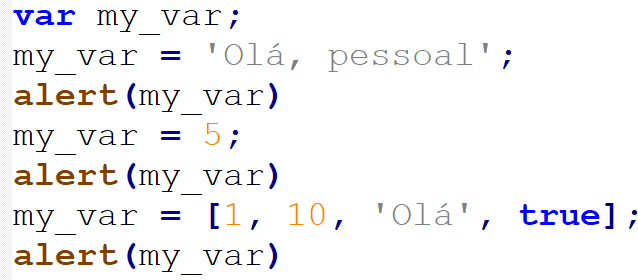 var my_var;
my_var = 'Olá, pessoal';
alert(my_var)
my_var = 5;
alert(my_var)
my_var = [1, 10, 'Olá', true];
alert(my_var)